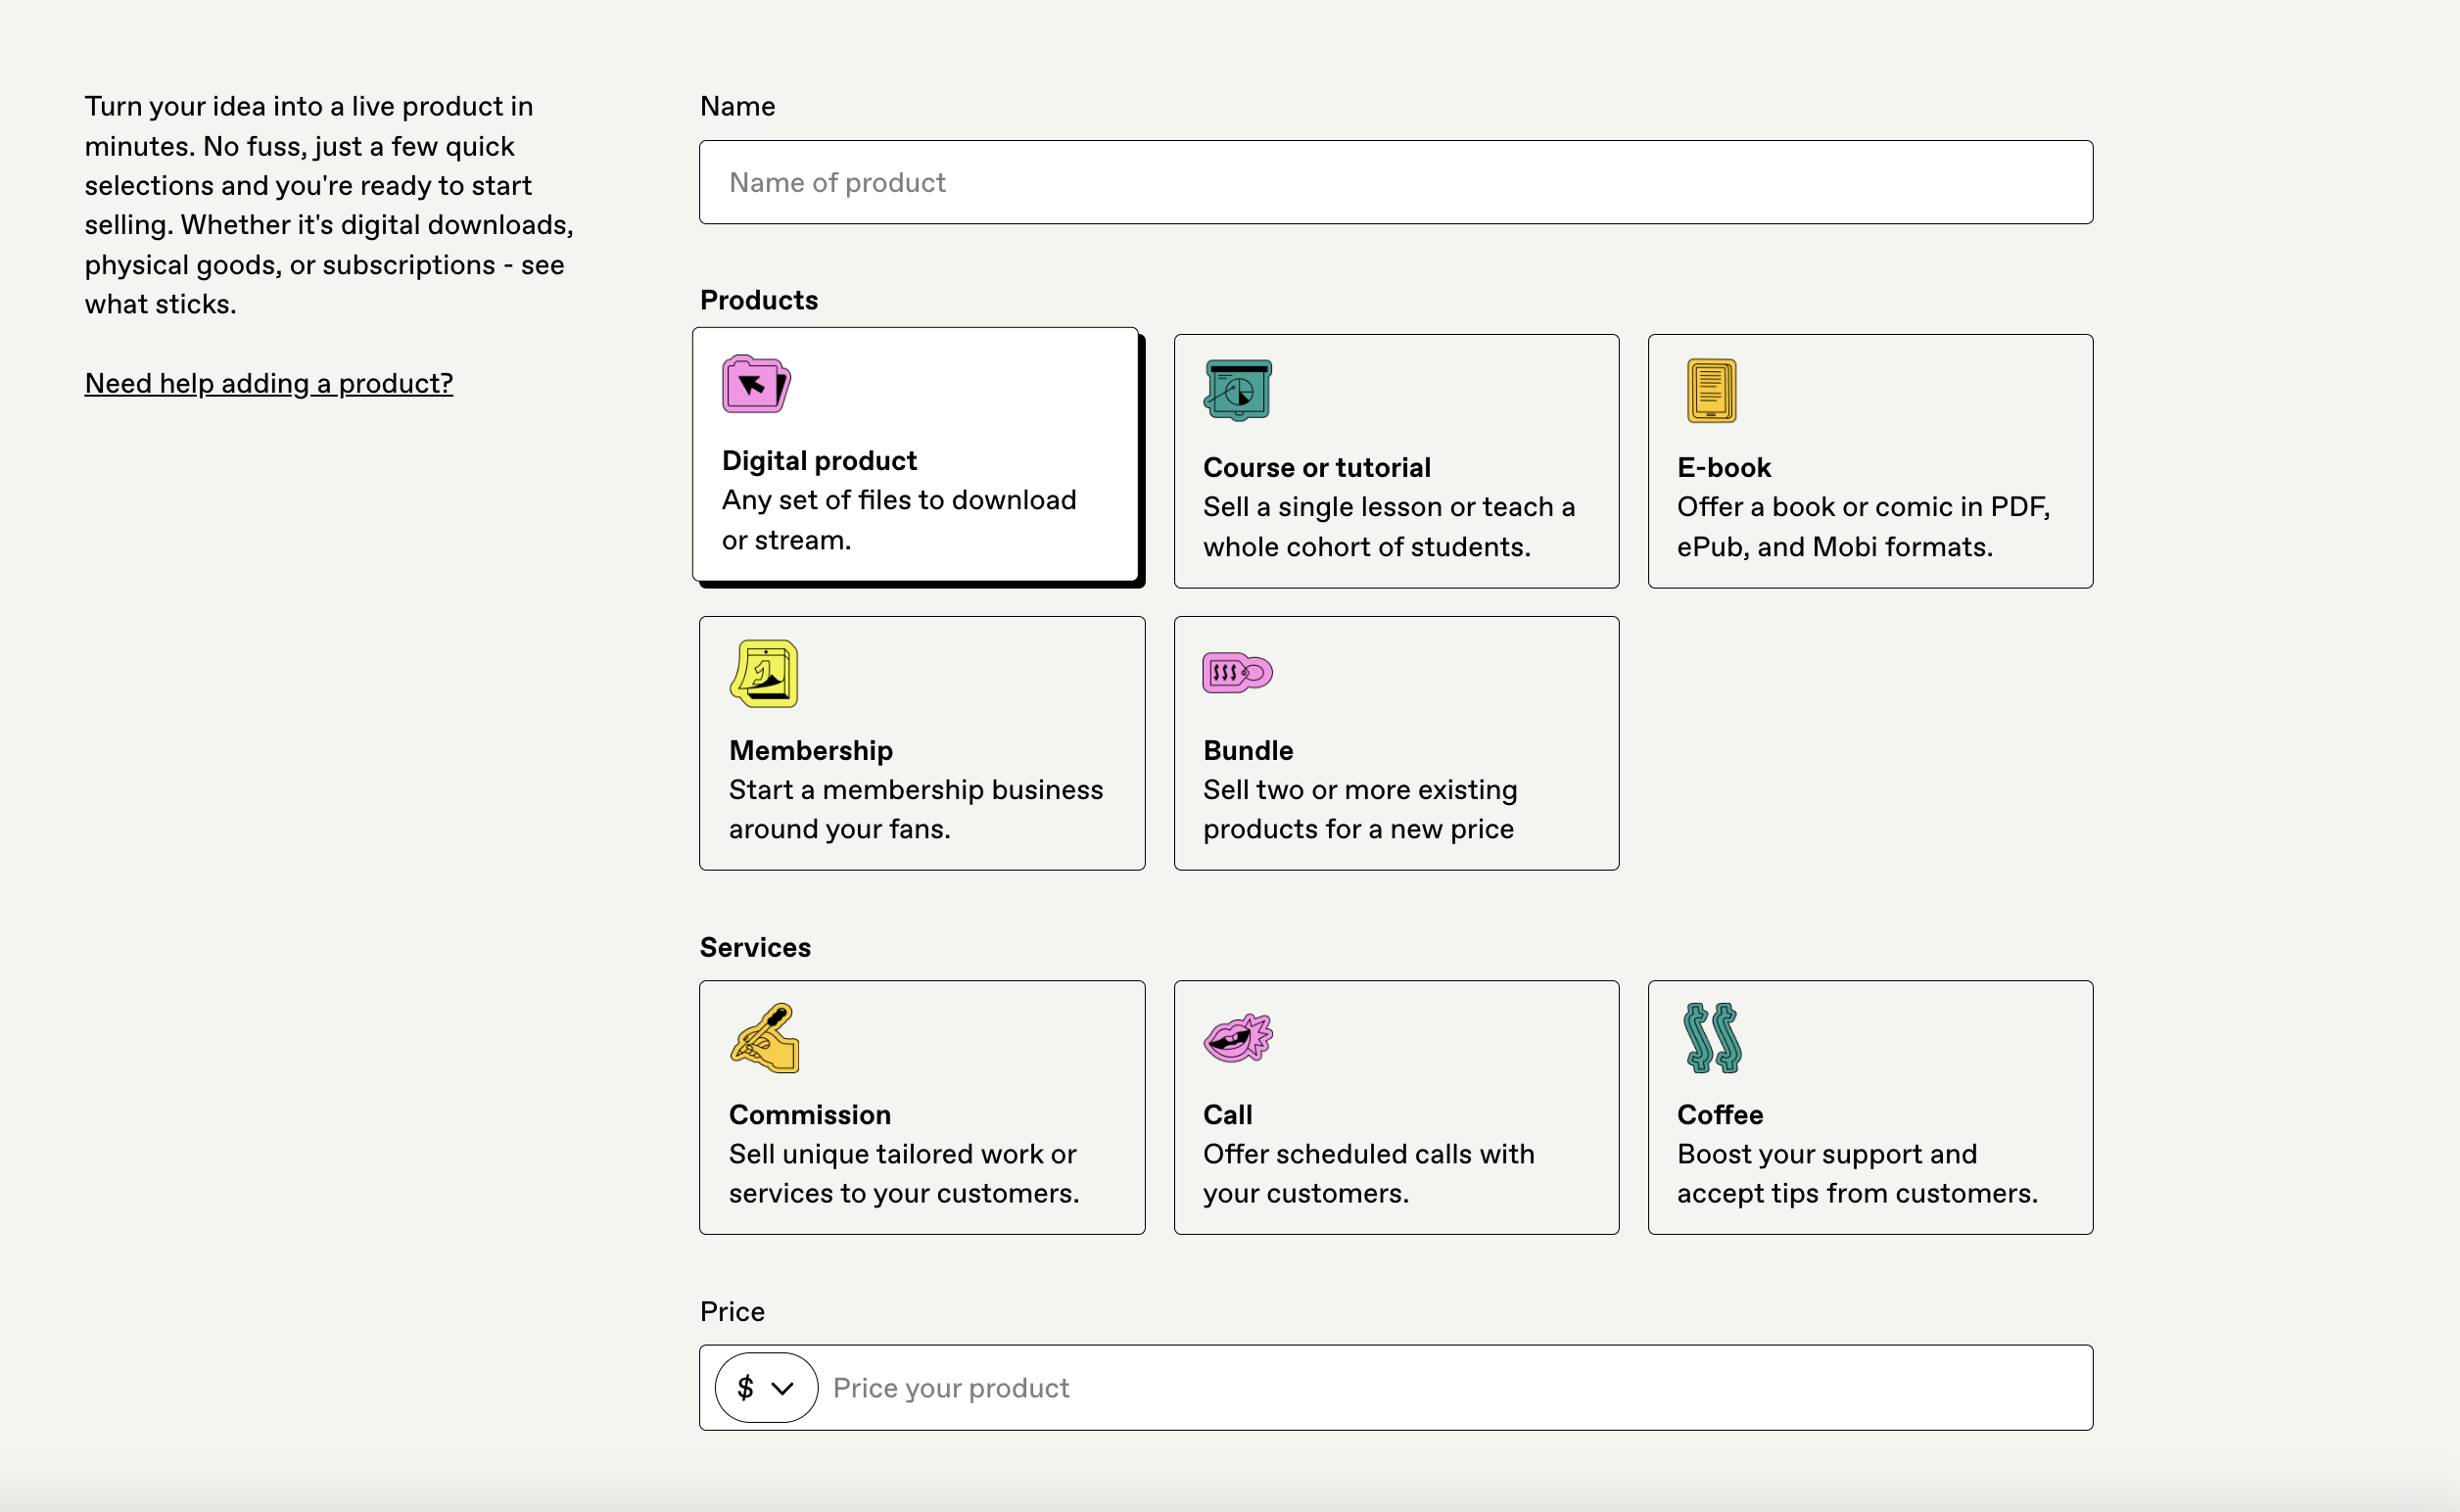 Turn your idea into a live product in
minutes. No fuss, just a few quick
selections and you're ready to start
selling. Whether it's digital downloads,
physical goods, or subscriptions - see
what sticks.
Need help adding a product?
Name
Name of product
Products
Digital product
Any set of files to download
or stream.
Course or tutorial
Sell a single lesson or teach a
whole cohort of students.
E-book
Offer a book or comic in PDF,
ePub, and Mobi formats.
Membership
Start a membership business
around your fans.
Bundle
Sell two or more existing
products for a new price
Services
Commission
Sell unique tailored work or
services to your customers.
Call
Offer scheduled calls with
your customers.
Coffee
Boost your support and
accept tips from customers.
Price
$ Price your product